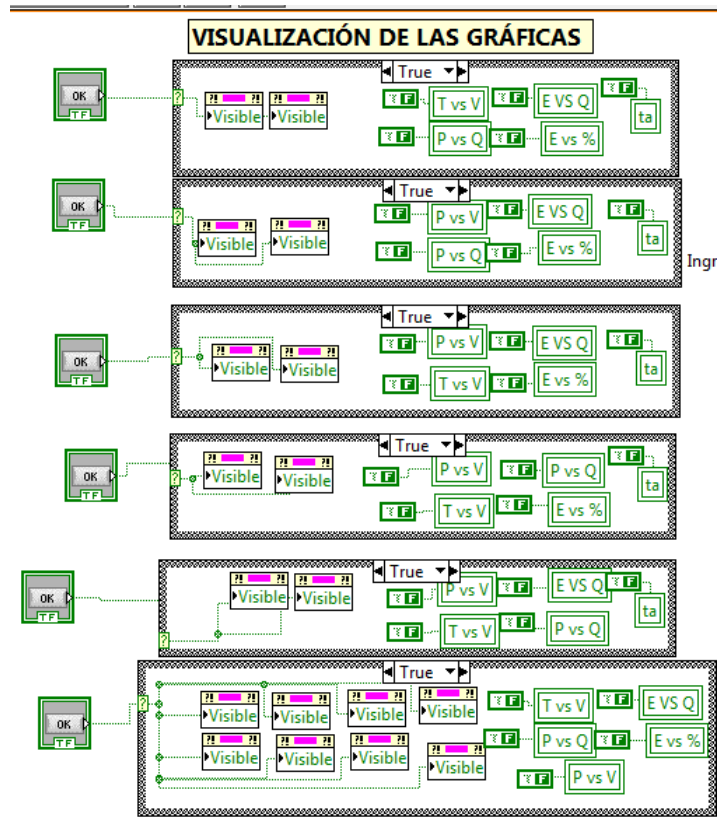 VISUALIZACIÓN DE LAS GRÁFICAS
OK
TF
?
True
?! ?! ?! ?!
Visible Visible
F T vs V F E VS Q F ta
F P vs Q F E vs %
OK
TF
?
True
?! ?! ?! ?!
Visible Visible
F P vs V F E VS Q F ta
F P vs Q F E vs %
Ingr
OK
TF
?
True
?! ?! ?! ?!
Visible Visible
F P vs V F E VS Q F ta
F T vs V F E vs %
OK
TF
?
True
?! ?! ?! ?!
Visible Visible
F P vs V F P vs Q F ta
F T vs V F E vs %
OK
TF
?
True
?! ?! ?! ?!
Visible Visible
F P vs V F E VS Q F ta
F T vs V F P vs Q
OK
TF
?
True
?! ?! ?! ?! ?! ?! ?! ?!
Visible Visible Visible Visible
?! ?! ?! ?! ?! ?! ?! ?!
Visible Visible Visible Visible
F T vs V F E VS Q
F P vs Q F E vs %
F P vs V